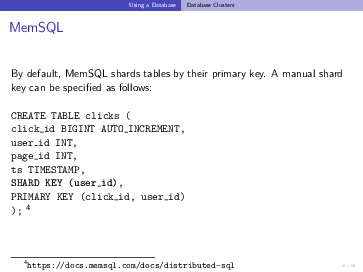 Using a Database Database Clusters
MemSQL
By default, MemSQL shards tables by their primary key. A manual shard
key can be specified as follows:
CREATE TABLE clicks (
click_id BIGINT AUTO_INCREMENT,
user_id INT,
page_id INT,
ts TIMESTAMP,
SHARD KEY (user_id),
PRIMARY KEY (click_id, user_id)
); 4
4https://docs.memsql.com/docs/distributed-sql